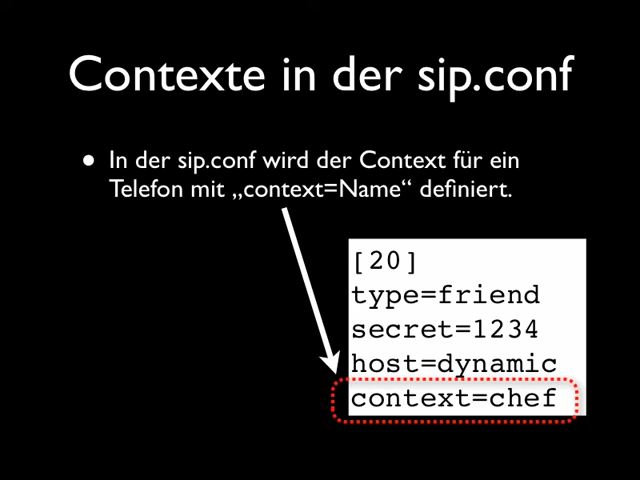 Contexte in der sip.conf
• In der sip.conf wird der Context für ein
Telefon mit „context=Name“ definiert.
[20]
type=friend
secret=1234
host=dynamic
context=chef